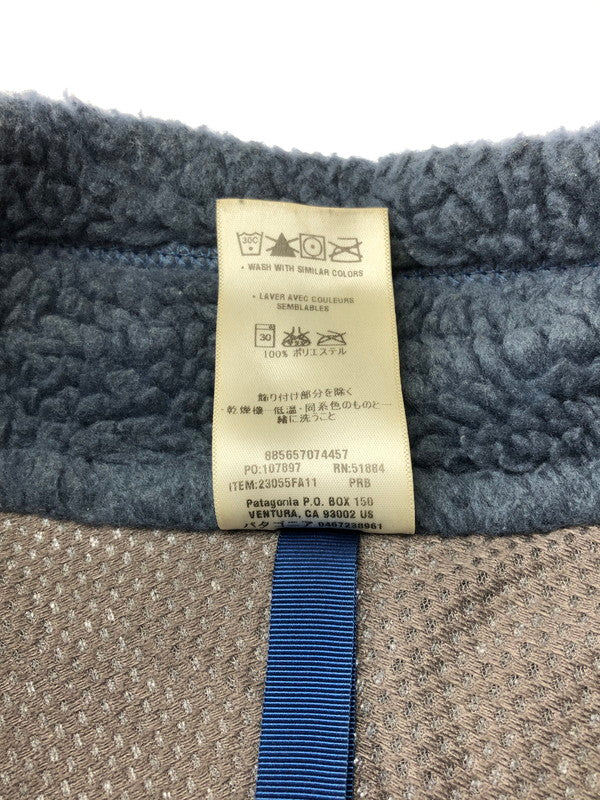 30C
• WASH WITH SIMILAR COLORS
• LAVER AVEC COULEURS
SEMBLABLES
30
100% ポリエステル
飾り付け部分を除く
・乾燥機-低温・同系色のものと一
緒に洗うこと
885657074457
PO:107897 RN:51884
ITEM:23055FA11 PRB
Patagonia P.O. BOX 150
VENTURA, CA 93002 US
パタゴニア 0467238961